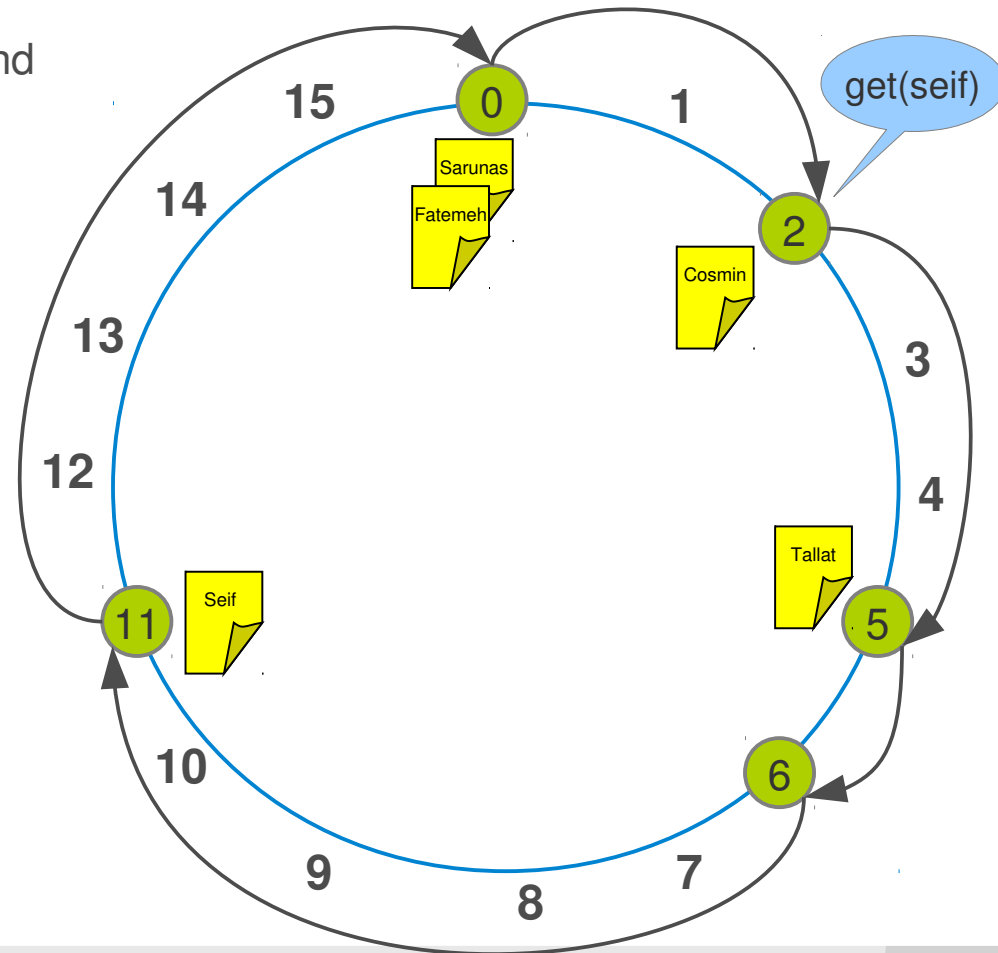 nd
15
0
1
get(seif)
14
Sarunas
Fatemeh
2
Cosmin
13
3
12
4
Tallat
Seif
11
5
10
6
9
7
8